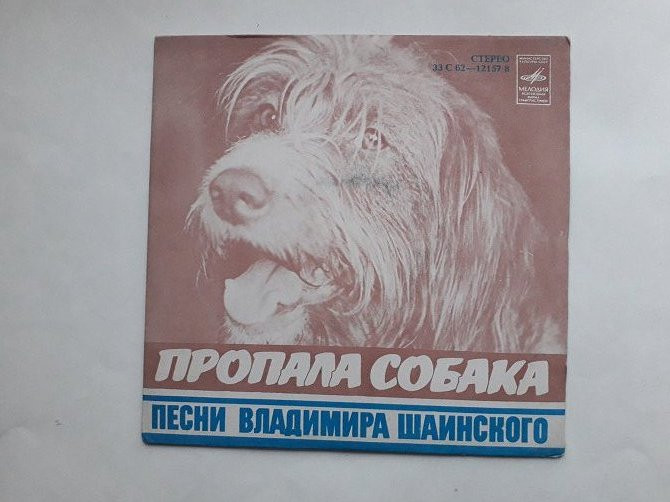 СТЕРЕО
33 С 62—12157-8
МЕЛОДИЯ
ПРОПАЛА СОБАКА
ПЕСНИ ВЛАДИМИРА ШАИНСКОГО